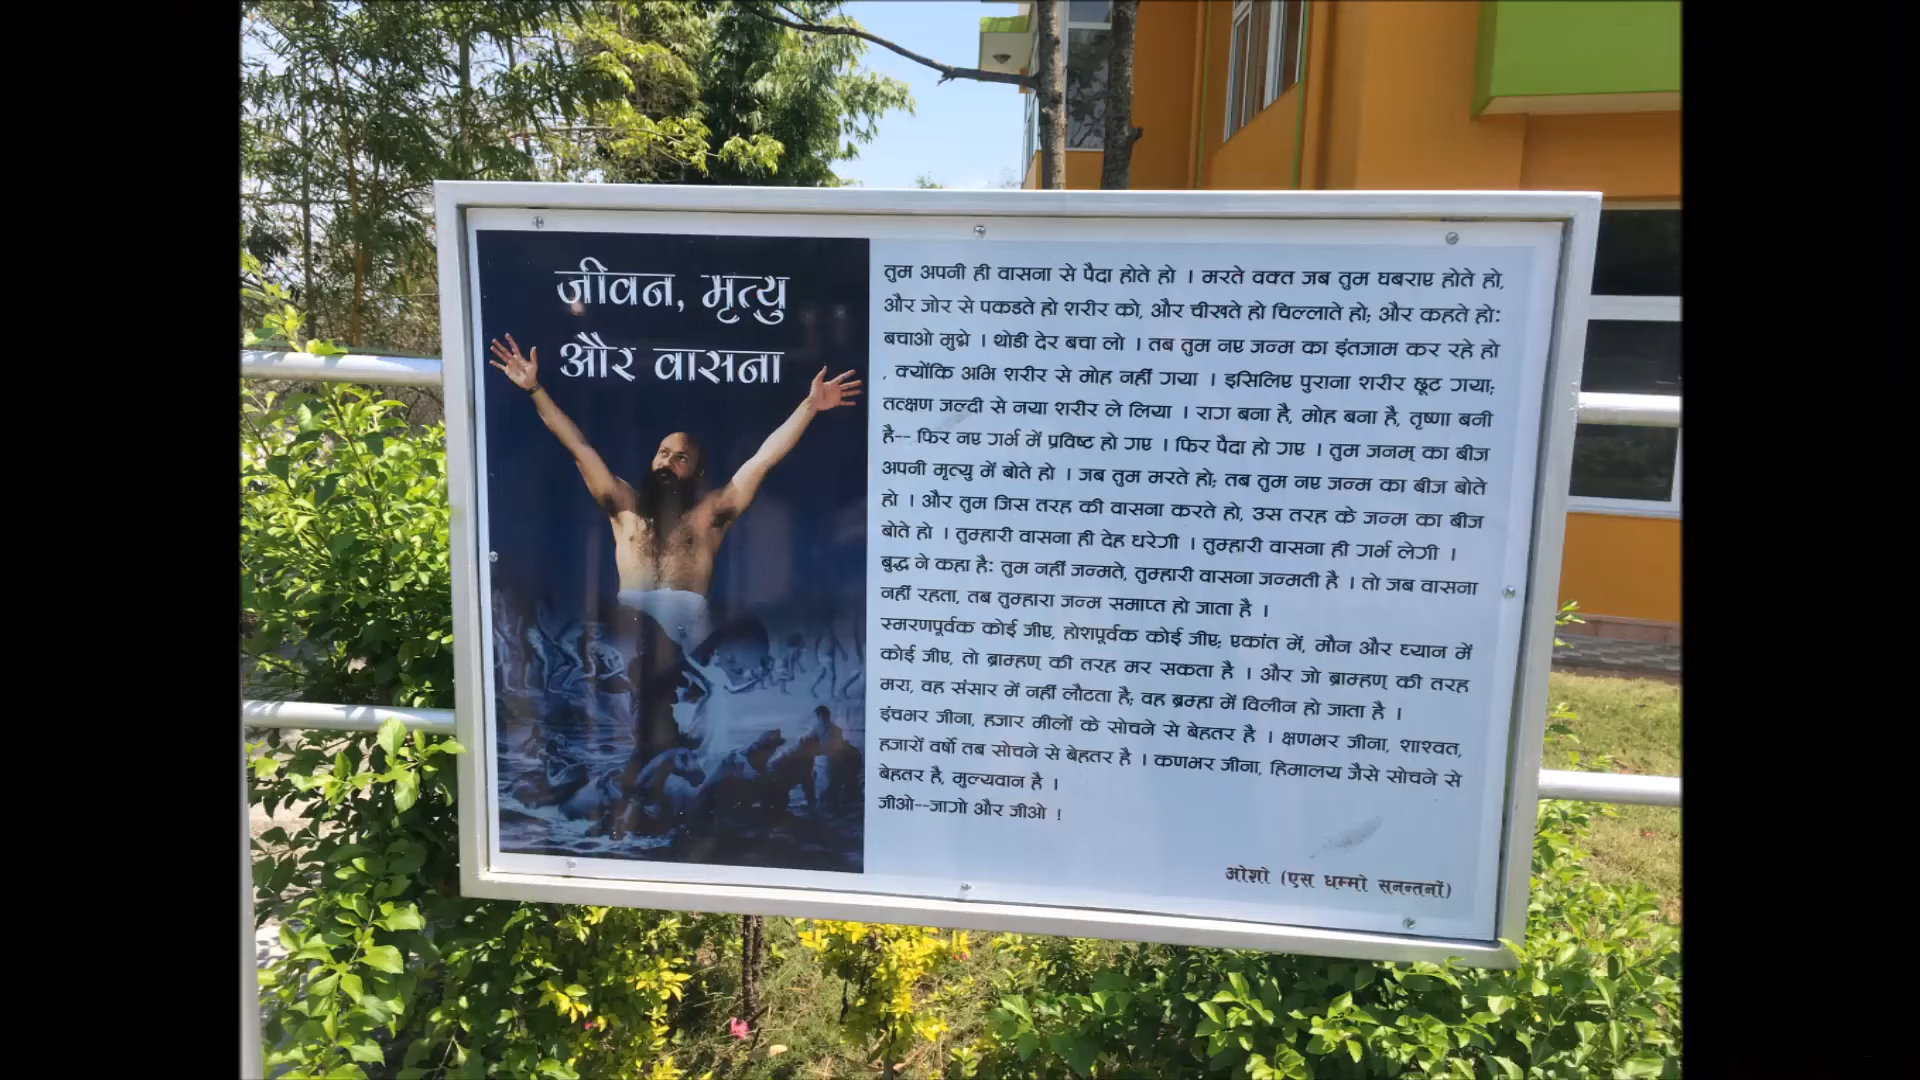 जीवन, मृत्यु
और वासना
तुम अपनी ही वासना से पैदा होते हो । मरते वक्त जब तुम घबराए होते हो,
और जोर से पकडते हो शरीर को, और चीखते हो चिल्लाते हो; और कहते हो:
बचाओ मुझे । थोडी देर बचा लो । तब तुम नए जन्म का इंतजाम कर रहे हो
. क्योंकि अभि शरीर से मोह नहीं गया । इसिलिए पुराना शरीर छूट गया;
तत्क्षण जल्दी से नया शरीर ले लिया । राग बना है, मोह बना है, तृष्णा बनी
है-- फिर नए गर्भ में प्रविष्ट हो गए । फिर पैदा हो गए । तुम जनम् का बीज
अपनी मृत्यु में बोते हो । जब तुम मरते हो; तब तुम नए जन्म का बीज बोते
हो । और तुम जिस तरह की वासना करते हो, उस तरह के जन्म का बीज
बोते हो । तुम्हारी वासना ही देह धरेगी । तुम्हारी वासना ही गर्भ लेगी ।
बुद्ध ने कहा है: तुम नहीं जन्मते, तुम्हारी वासना जन्मती है । तो जब वासना
नहीं रहता, तब तुम्हारा जन्म समाप्त हो जाता है ।
स्मरणपूर्वक कोई जीए, होशपूर्वक कोई जीए; एकांत में, मौन और ध्यान में
कोई जीए, तो ब्राम्हण् की तरह मर सकता है । और जो ब्राम्हण् की तरह
मरा, वह संसार में नहीं लौटता है; वह ब्रम्हा में विलीन हो जाता है ।
इंचभर जीना, हजार मीलों के सोचने से बेहतर है । क्षणभर जीना, शाश्वत,
हजारों वर्षो तब सोचने से बेहतर है । कणभर जीना, हिमालय जैसे सोचने से
बेहतर है, मुल्यवान है ।
जीओ--जागो और जीओ !
ओशो (एस धम्मो सनन्तनों)